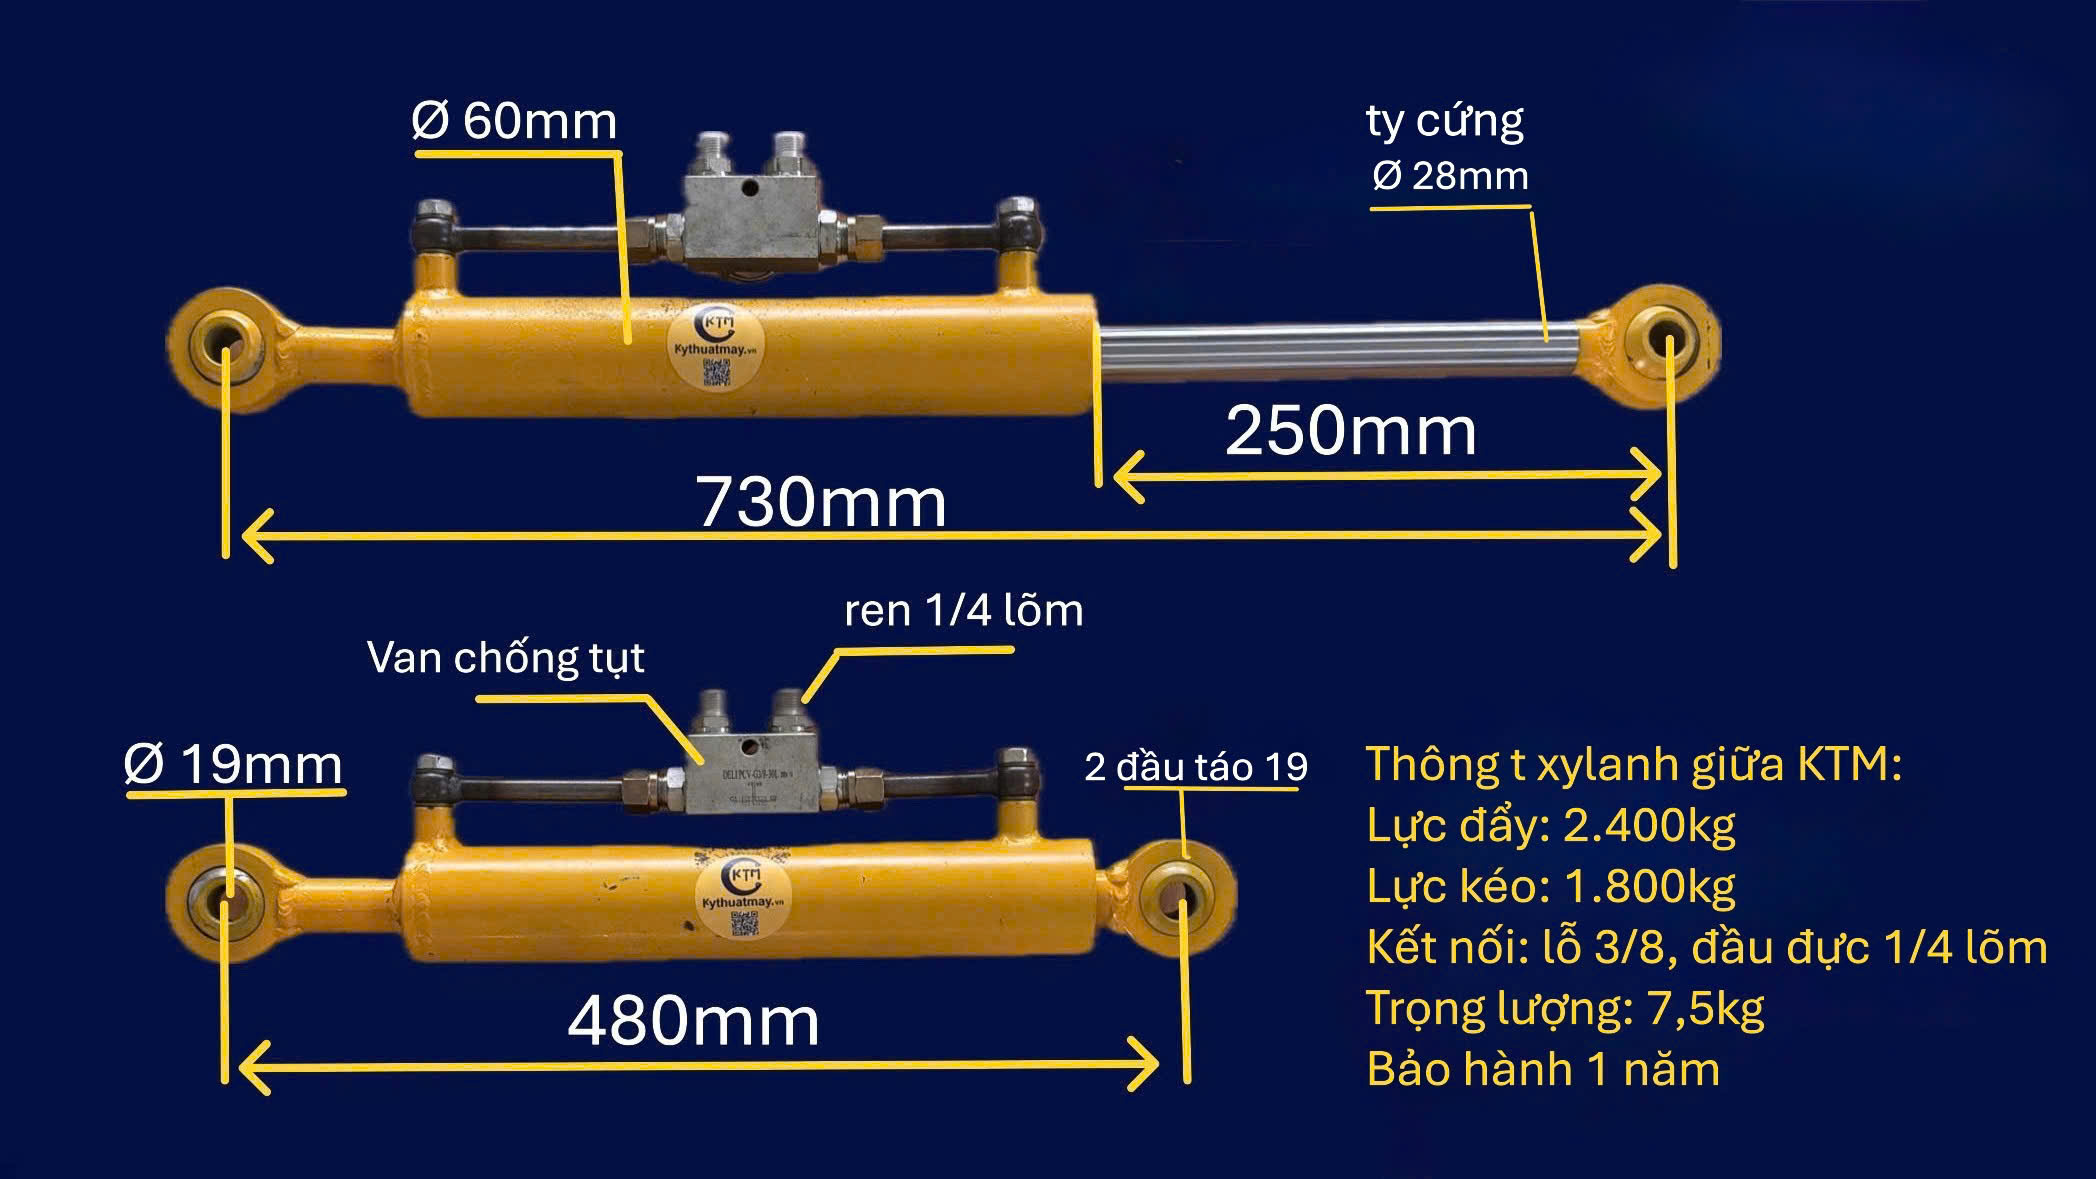 Ø 60mm
ty cứng
Ø 28mm
KTM
Kythuatmay.vn
250mm
730mm
ren 1/4 lõm
Van chống tụt
Ø 19mm
2 đầu táo 19
KTM
Kythuatmay.vn
480mm
Thông t xylanh giữa KTM:
Lực đẩy: 2.400kg
Lực kéo: 1.800kg
Kết nối: lỗ 3/8, đầu đực 1/4 lõm
Trọng lượng: 7,5kg
Bảo hành 1 năm